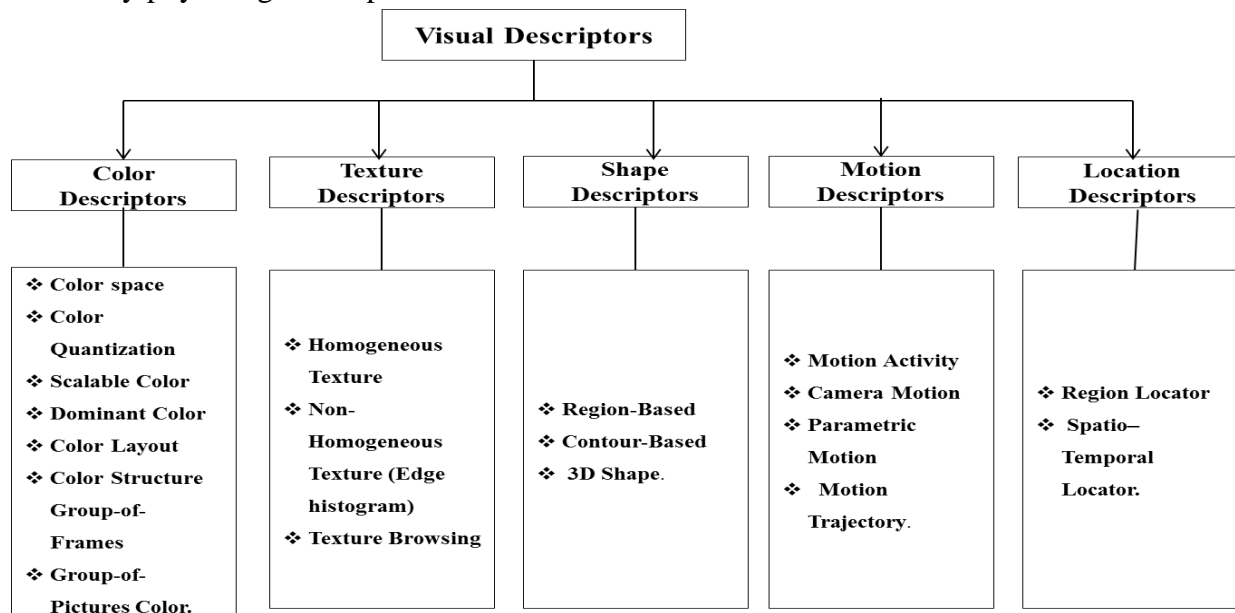 Visual Descriptors
Color
Descriptors
Texture
Descriptors
Shape
Descriptors
Motion
Descriptors
Location
Descriptors
❖ Color space
❖ Color
Quantization
❖ Scalable Color
❖ Dominant Color
❖ Color Layout
❖ Color Structure
Group-of-
Frames
❖ Group-of-
Pictures Color.
❖ Homogeneous
Texture
❖ Non-
Homogeneous
Texture (Edge
histogram)
❖ Texture Browsing
❖ Region-Based
❖ Contour-Based
❖ 3D Shape.
❖ Motion Activity
❖ Camera Motion
❖ Parametric
Motion
❖ Motion
Trajectory.
❖ Region Locator
❖ Spatio–
Temporal
Locator.